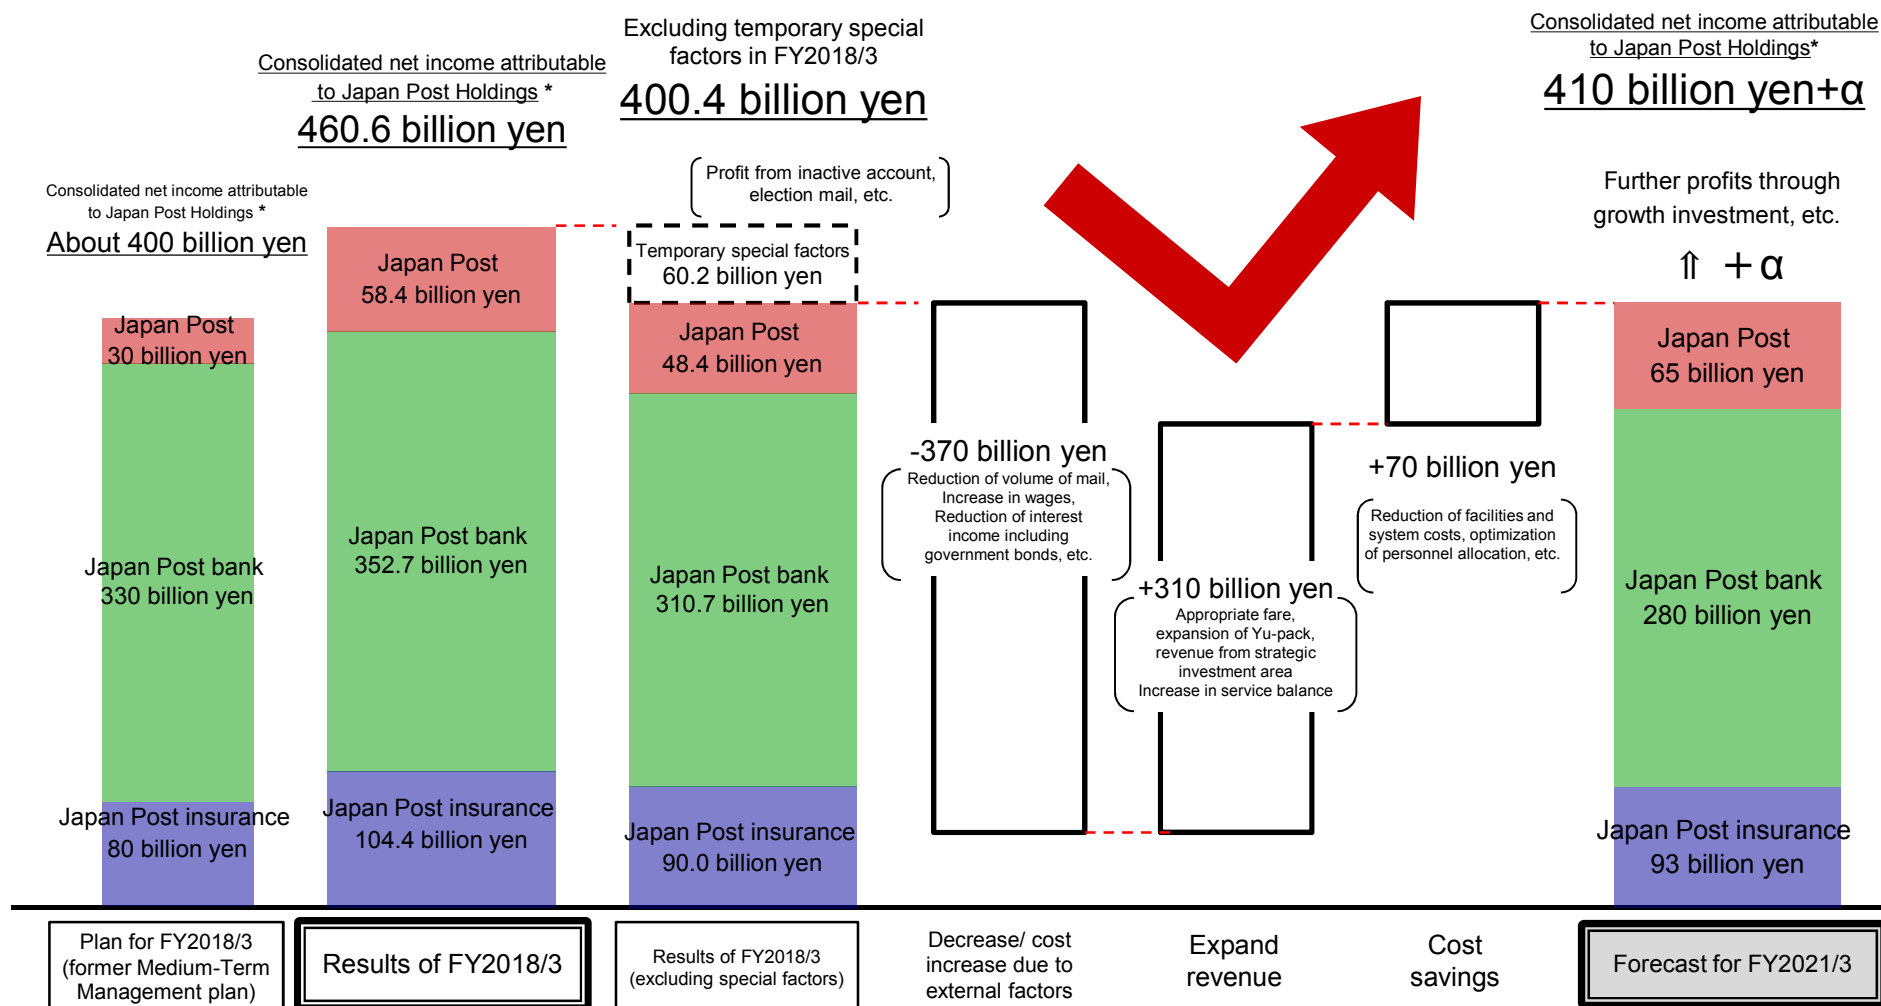 Consolidated net income attributable
to Japan Post Holdings *
About 400 billion yen
Japan Post
30 billion yen
Japan Post bank
330 billion yen
Japan Post insurance
80 billion yen
Plan for FY2018/3
(former Medium-Term
Management plan)
Consolidated net income attributable
to Japan Post Holdings *
460.6 billion yen
Japan Post
58.4 billion yen
Japan Post bank
352.7 billion yen
Japan Post insurance
104.4 billion yen
Results of FY2018/3
Excluding temporary special
factors in FY2018/3
400.4 billion yen
Profit from inactive account,
election mail, etc.
Temporary special factors
60.2 billion yen
Japan Post
48.4 billion yen
Japan Post bank
310.7 billion yen
Japan Post insurance
90.0 billion yen
Results of FY2018/3
(excluding special factors)
-370 billion yen
Reduction of volume of mail,
Increase in wages,
Reduction of interest
income including
government bonds, etc.
Decrease/ cost
increase due to
external factors
+310 billion yen
Appropriate fare,
expansion of Yu-pack,
revenue from strategic
investment area
Increase in service balance
Expand
revenue
+70 billion yen
Reduction of facilities and
system costs, optimization
of personnel allocation, etc.
Cost
savings
Consolidated net income attributable
to Japan Post Holdings*
410 billion yen+α
Further profits through
growth investment, etc.
⇑ +α
Japan Post
65 billion yen
Japan Post bank
280 billion yen
Japan Post insurance
93 billion yen
Forecast for FY2021/3